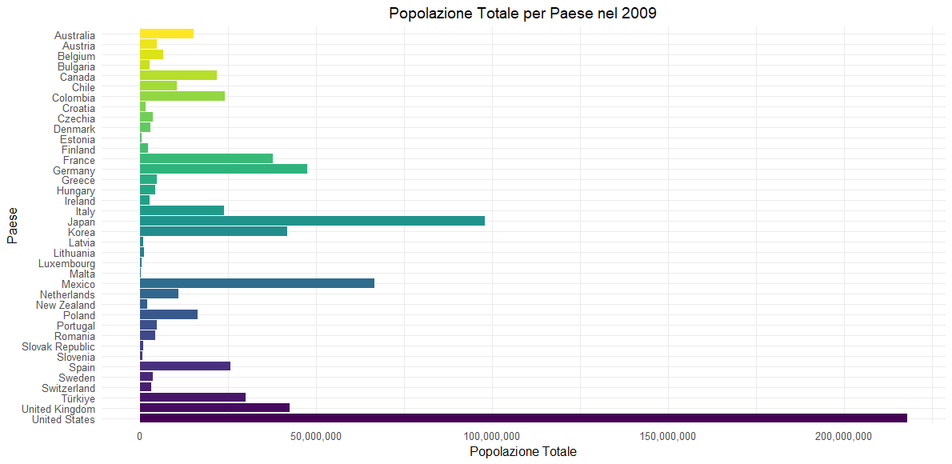 Popolazione Totale per Paese nel 2009
Paese
Australia
Austria
Belgium
Bulgaria
Canada
Chile
Colombia
Croatia
Czechia
Denmark
Estonia
Finland
France
Germany
Greece
Hungary
Ireland
Italy
Japan
Korea
Latvia
Lithuania
Luxembourg
Malta
Mexico
Netherlands
New Zealand
Poland
Portugal
Romania
Slovak Republic
Slovenia
Spain
Sweden
Switzerland
Türkiye
United Kingdom
United States
0 50,000,000 100,000,000 150,000,000 200,000,000
Popolazione Totale